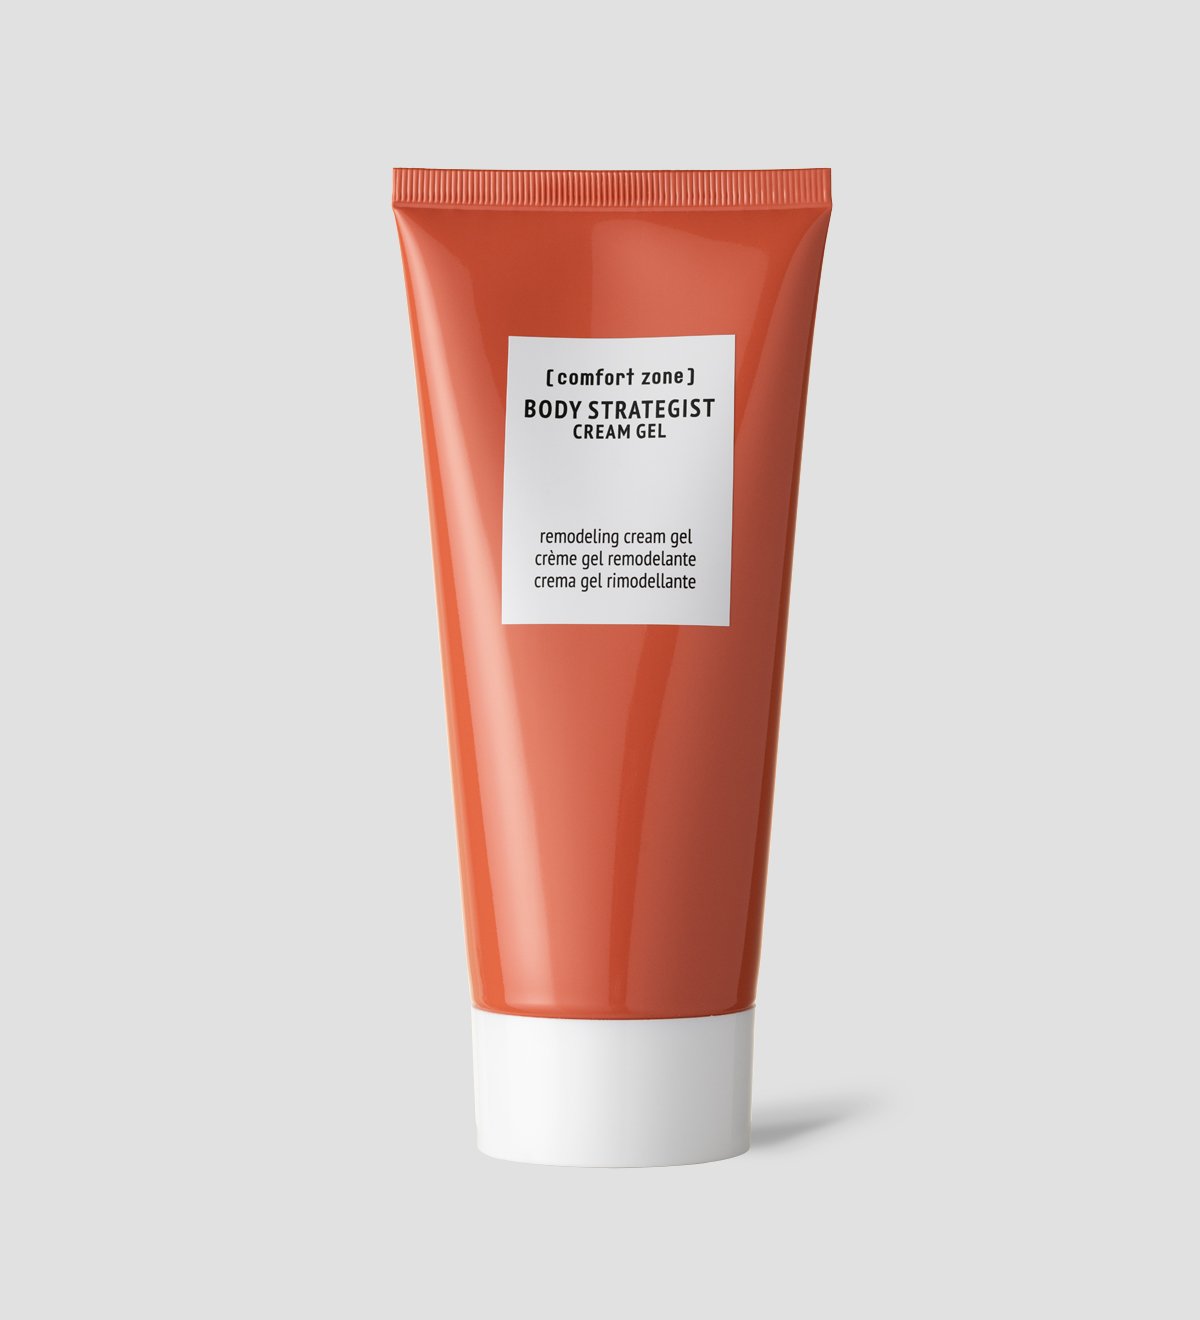 [comfort zone]
BODY STRATEGIST
CREAM GEL
remodeling cream gel
crème gel remodelante
crema gel rimodellante